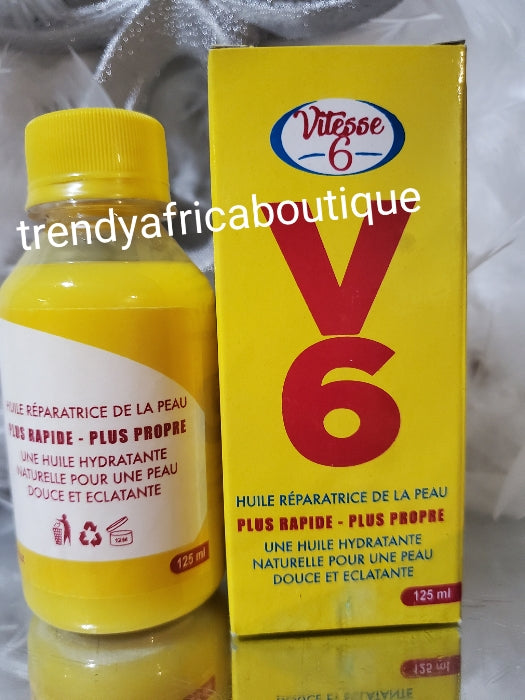 Vitesse
6
trendyafricaboutique
V
6
HUILE RÉPARATRICE DE LA PEAU
PLUS RAPIDE - PLUS PROPRE
UNE HUILE HYDRATANTE
NATURELLE POUR UNE PEAU
DOUCE ET ECLATANTE
125 ml
HUILE RÉPARATRICE DE LA PEAU
PLUS RAPIDE - PLUS PROPRE
UNE HUILE HYDRATANTE
NATURELLE POUR UNE PEAU
DOUCE ET ECLATANTE
12M
125 ml